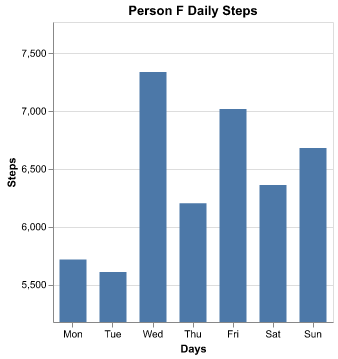 Person F Daily Steps
7,500
7,000
6,500
6,000
5,500
Steps
Mon Tue Wed Thu Fri Sat Sun
Days